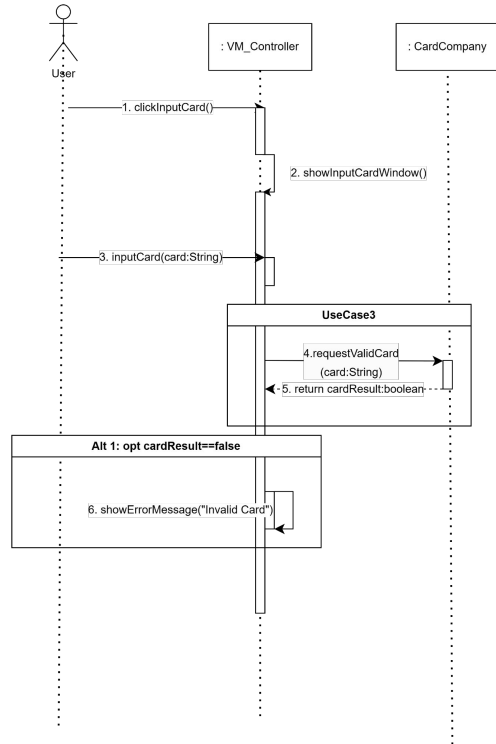 : VM_Controller
: CardCompany
User
1. clickInputCard()
2. showInputCardWindow()
3. inputCard(card:String)
UseCase3
4.requestValidCard
(card:String)
5. return cardResult:boolean
Alt 1: opt cardResult==false
6. showErrorMessage("Invalid Card")